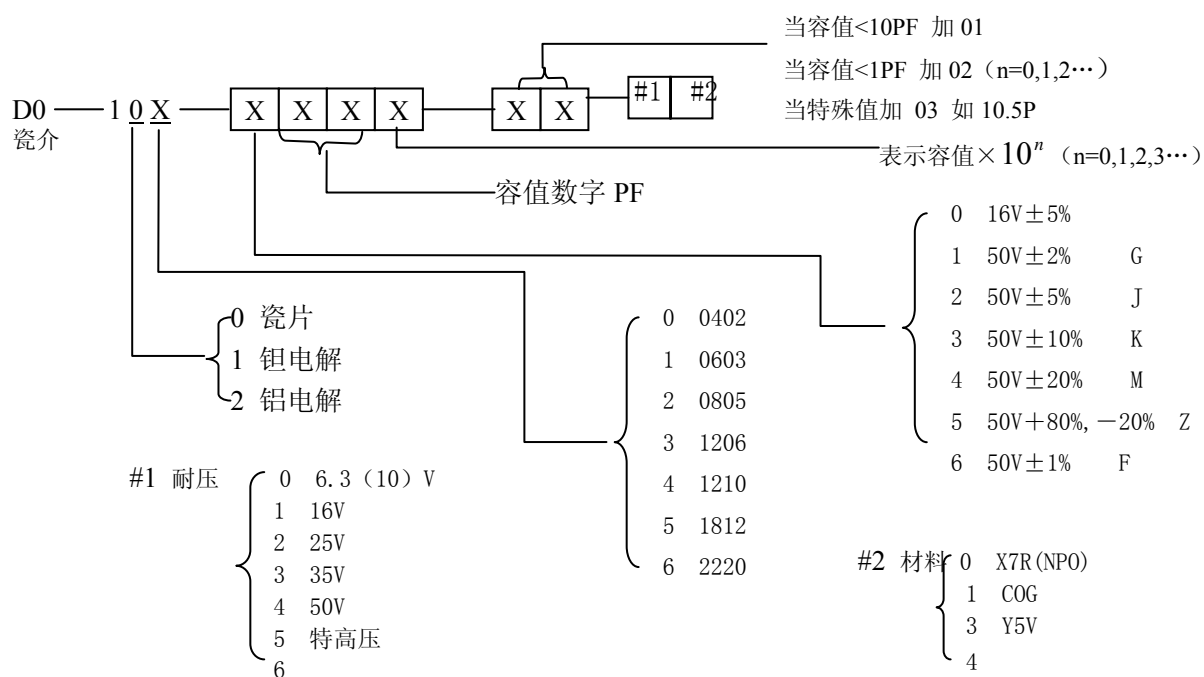 当容值<10PF 加 01
当容值<1PF 加 02（n=0,1,2…）
当特殊值加 03 如 10.5P
D0 1 0 X X X X X X X #1 #2
瓷介
表示容值×10ⁿ （n=0,1,2,3…）
容值数字 PF
0 16V±5%
1 50V±2% G
2 50V±5% J
3 50V±10% K
4 50V±20% M
5 50V＋80%,－20% Z
6 50V±1% F
0 瓷片
1 钽电解
2 铝电解
0 0402
1 0603
2 0805
3 1206
4 1210
5 1812
6 2220
#1 耐压 0 6.3（10）V
1 16V
2 25V
3 35V
4 50V
5 特高压
6
#2 材料 0 X7R(NPO)
1 COG
3 Y5V
4